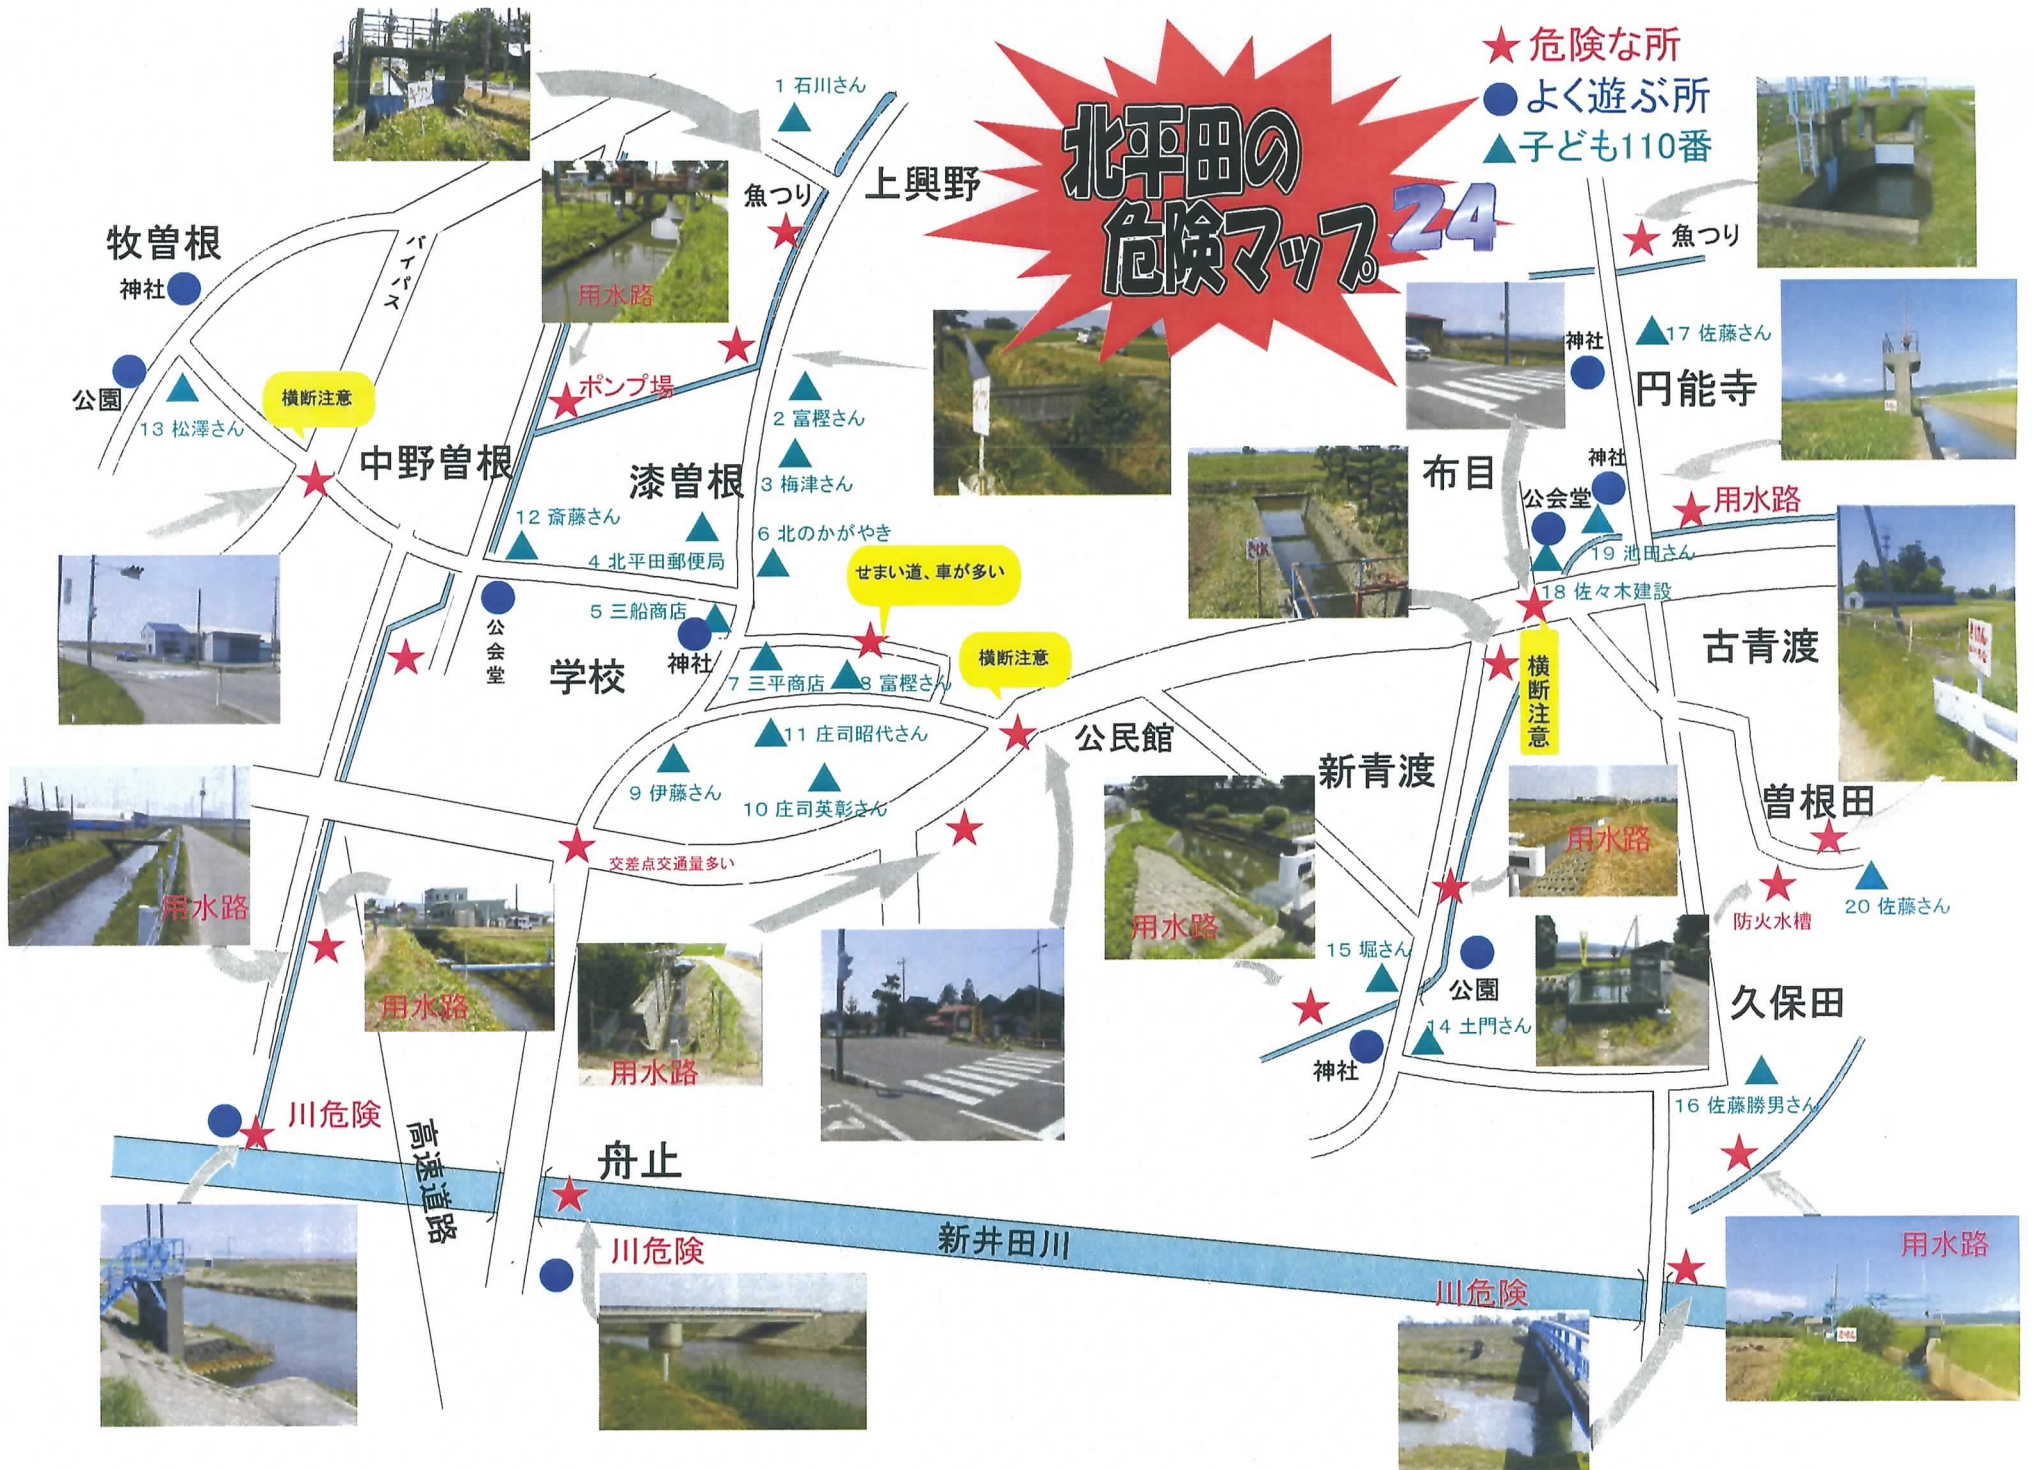 北平田の
危険マップ24
★危険な所
●よく遊ぶ所
▲子ども110番
1 石川さん
上興野
魚つり
魚つり
牧曽根
神社
バイパス
用水路
公園
13 松澤さん
横断注意
ポンプ場
2 富樫さん
3 梅津さん
中野曽根
漆曽根
12 斎藤さん
4 北平田郵便局
6 北のかがやき
5 三船商店
せまい道、車が多い
横断注意
公会堂
学校
神社
7 三平商店
8 富樫さん
11 庄司昭代さん
9 伊藤さん
10 庄司英彰さん
公民館
交差点交通量多い
神社
17 佐藤さん
円能寺
布目
神社
公会堂
用水路
19 池田さん
18 佐々木建設
横断注意
古青渡
新青渡
曽根田
用水路
防火水槽
20 佐藤さん
用水路
15 堀さん
公園
14 土門さん
神社
久保田
16 佐藤勝男さん
用水路
用水路
用水路
用水路
川危険
高速道路
舟止
川危険
新井田川
川危険